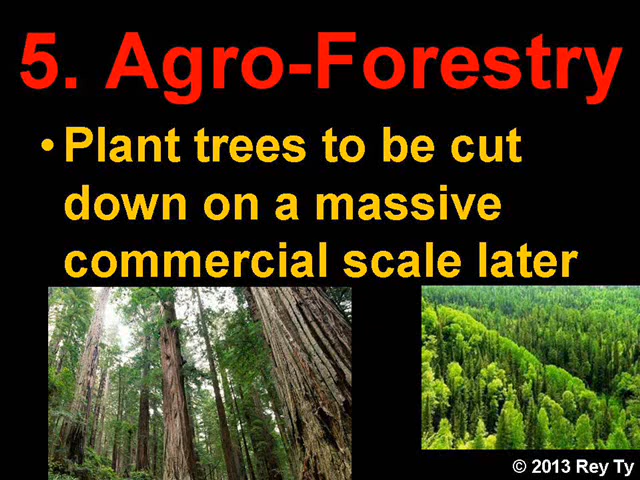 5. Agro-Forestry
• Plant trees to be cut
down on a massive
commercial scale later
© 2013 Rey Ty